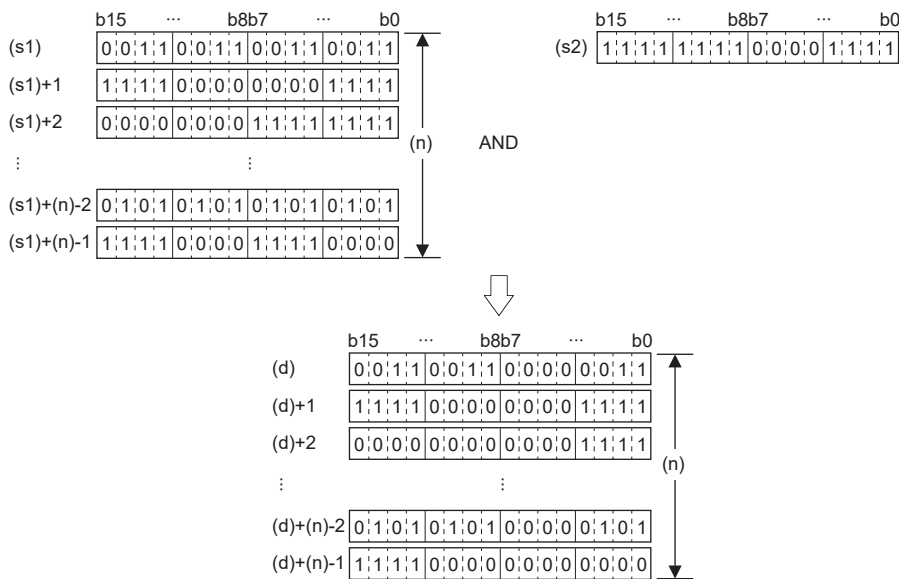 b15 ··· b8b7 ··· b0 b15 ··· b8b7 ··· b0
(s1) 0 0 1 1 0 0 1 1 0 0 1 1 0 0 1 1 (s2) 1 1 1 1 1 1 1 1 0 0 0 0 1 1 1 1
(s1)+1 1 1 1 1 0 0 0 0 0 0 0 0 1 1 1 1
(s1)+2 0 0 0 0 0 0 0 0 1 1 1 1 1 1 1 1
(n) AND
⋮ ⋮
(s1)+(n)-2 0 1 0 1 0 1 0 1 0 1 0 1 0 1 0 1
(s1)+(n)-1 1 1 1 1 0 0 0 0 1 1 1 1 0 0 0 0
b15 ··· b8b7 ··· b0
(d) 0 0 1 1 0 0 1 1 0 0 0 0 0 0 1 1
(d)+1 1 1 1 1 0 0 0 0 0 0 0 0 1 1 1 1
(d)+2 0 0 0 0 0 0 0 0 0 0 0 0 1 1 1 1
(n)
⋮ ⋮
(d)+(n)-2 0 1 0 1 0 1 0 1 0 0 0 0 0 1 0 1
(d)+(n)-1 1 1 1 1 0 0 0 0 0 0 0 0 0 0 0 0